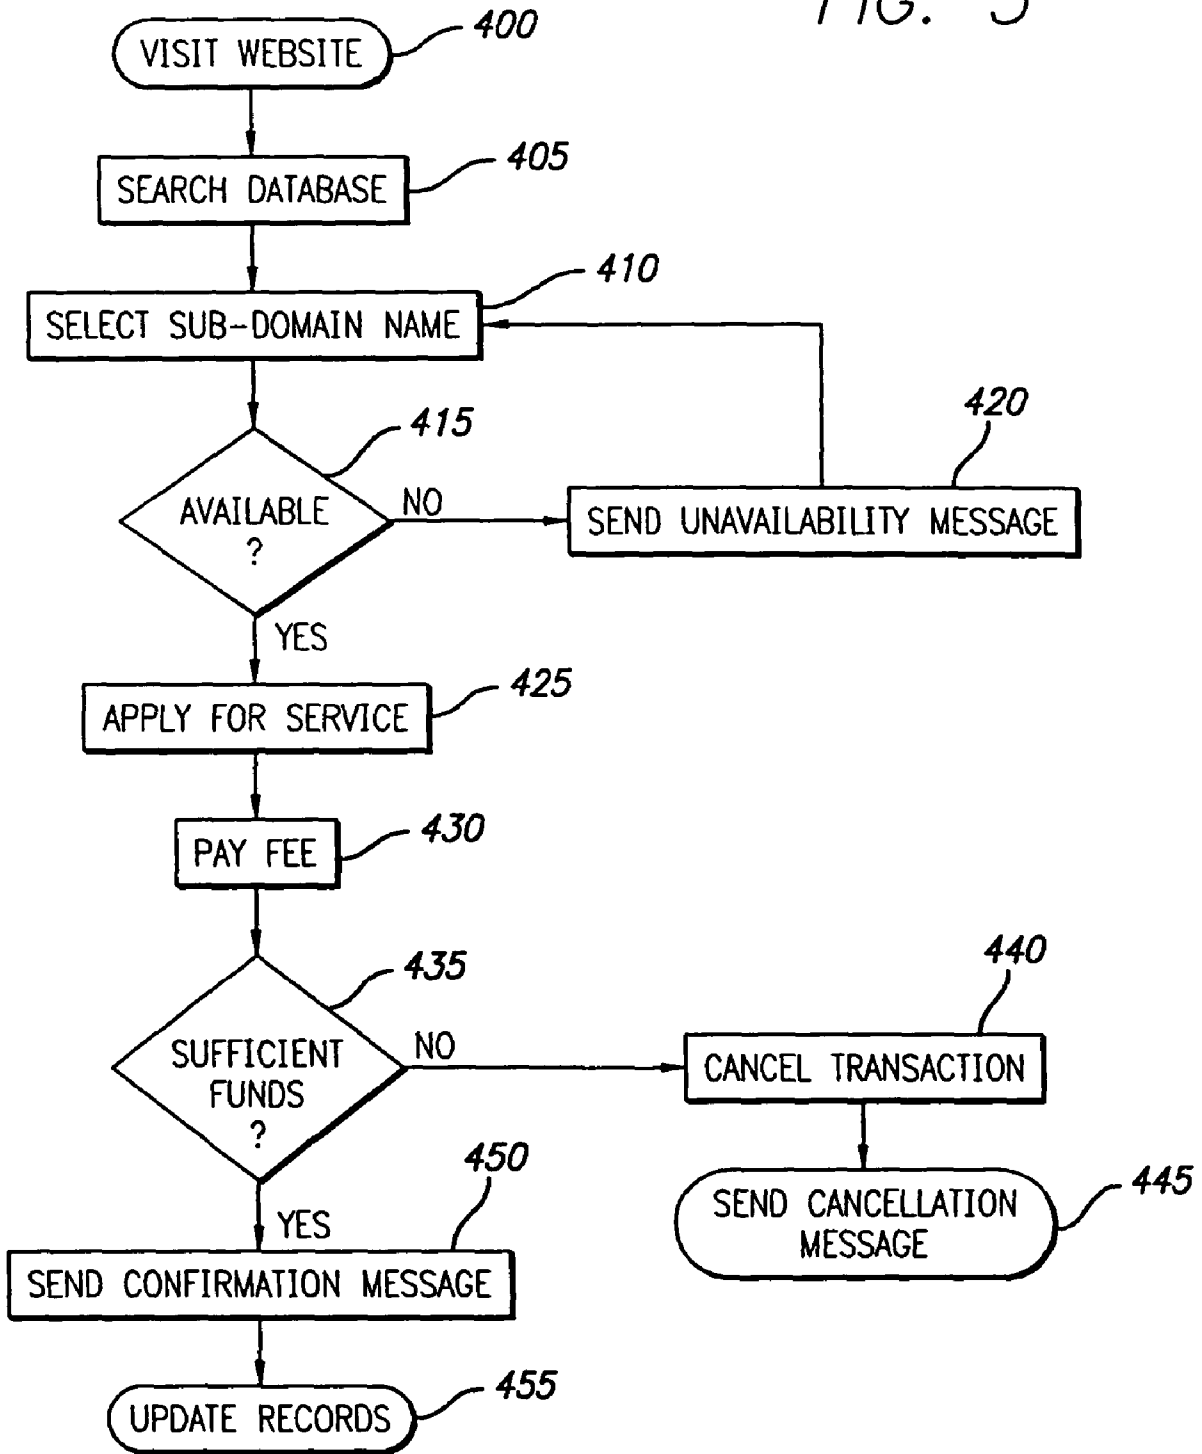 FIG. 5
400
VISIT WEBSITE
405
SEARCH DATABASE
410
SELECT SUB-DOMAIN NAME
415
420
AVAILABLE
?
NO
SEND UNAVAILABILITY MESSAGE
YES
425
APPLY FOR SERVICE
430
PAY FEE
435
440
SUFFICIENT
FUNDS
?
NO
CANCEL TRANSACTION
450
445
SEND CANCELLATION
MESSAGE
YES
SEND CONFIRMATION MESSAGE
455
UPDATE RECORDS